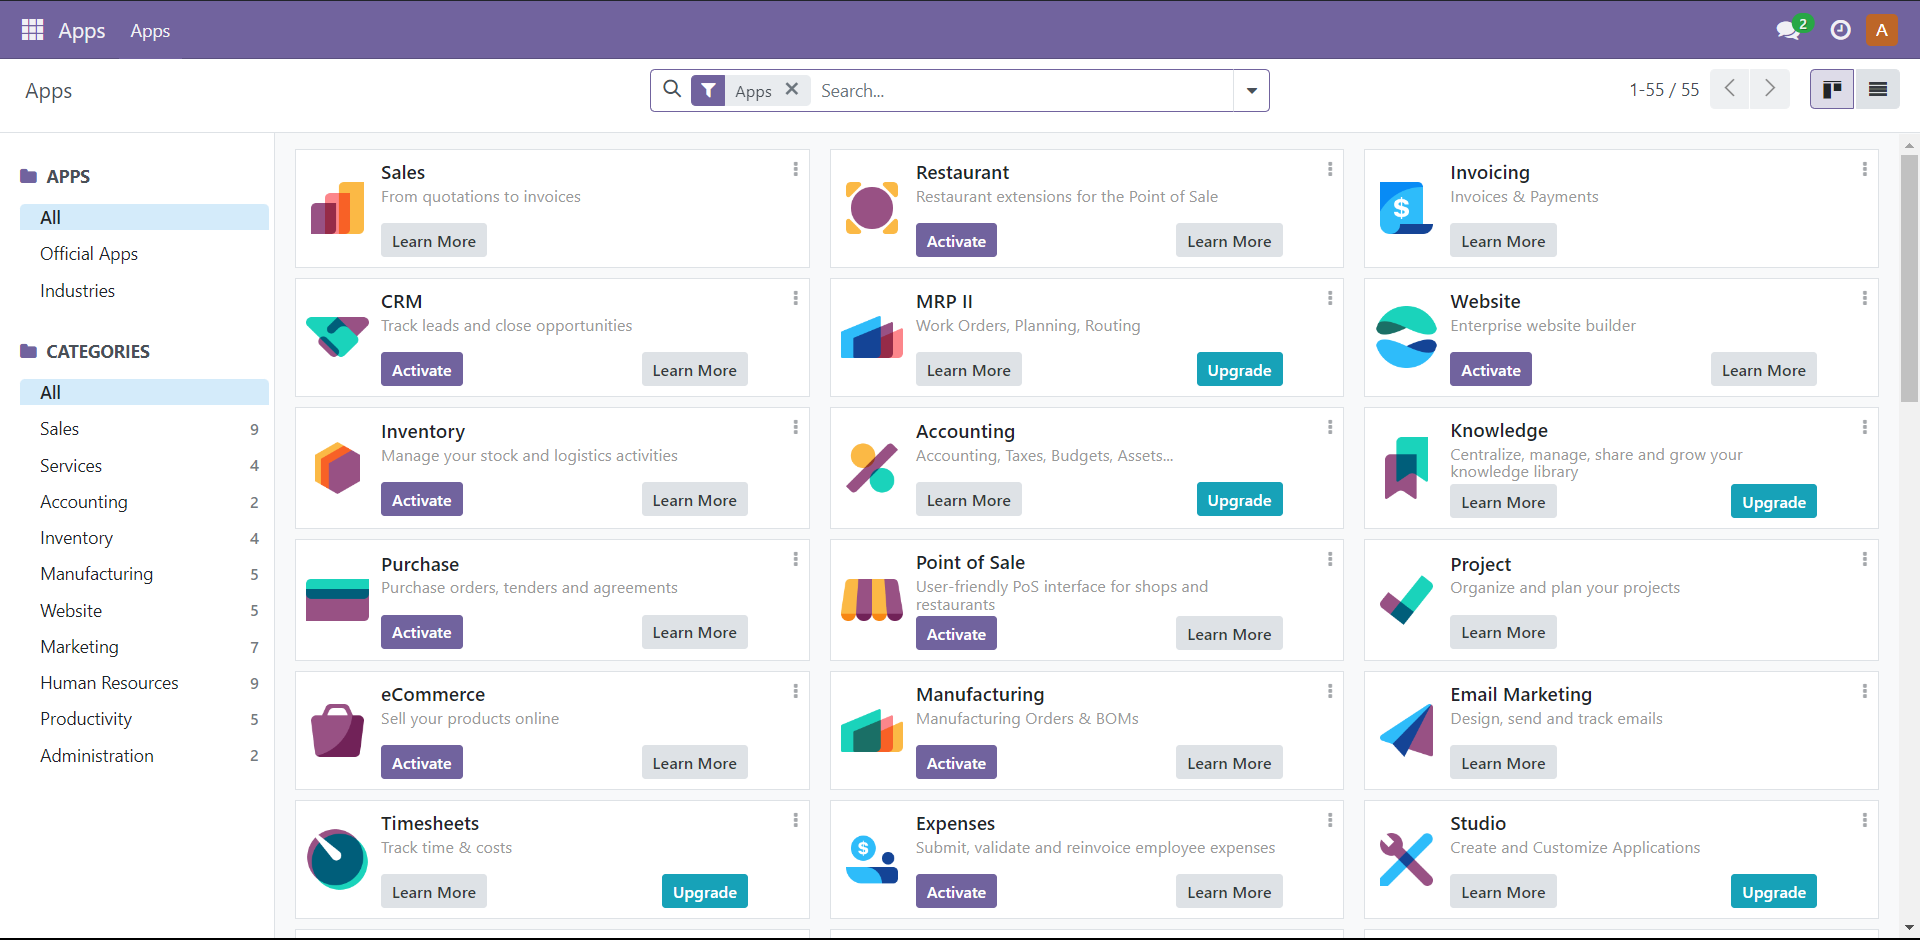 Apps Apps 2 A
Apps Apps Search... 1-55 / 55
APPS
All
Official Apps
Industries
CATEGORIES
All
Sales 9
Services 4
Accounting 2
Inventory 4
Manufacturing 5
Website 5
Marketing 7
Human Resources 9
Productivity 5
Administration 2
Sales
From quotations to invoices
Learn More
Restaurant
Restaurant extensions for the Point of Sale
Activate Learn More
$
Invoicing
Invoices & Payments
Learn More
CRM
Track leads and close opportunities
Activate Learn More
MRP II
Work Orders, Planning, Routing
Learn More Upgrade
Website
Enterprise website builder
Activate Learn More
Inventory
Manage your stock and logistics activities
Activate Learn More
Accounting
Accounting, Taxes, Budgets, Assets...
Learn More Upgrade
Knowledge
Centralize, manage, share and grow your
knowledge library
Learn More Upgrade
Purchase
Purchase orders, tenders and agreements
Activate Learn More
Point of Sale
User-friendly PoS interface for shops and
restaurants
Activate Learn More
Project
Organize and plan your projects
Learn More
eCommerce
Sell your products online
Activate Learn More
Manufacturing
Manufacturing Orders & BOMs
Activate Learn More
Email Marketing
Design, send and track emails
Learn More
Timesheets
Track time & costs
Learn More Upgrade
$
Expenses
Submit, validate and reinvoice employee expenses
Activate Learn More
Studio
Create and Customize Applications
Learn More Upgrade